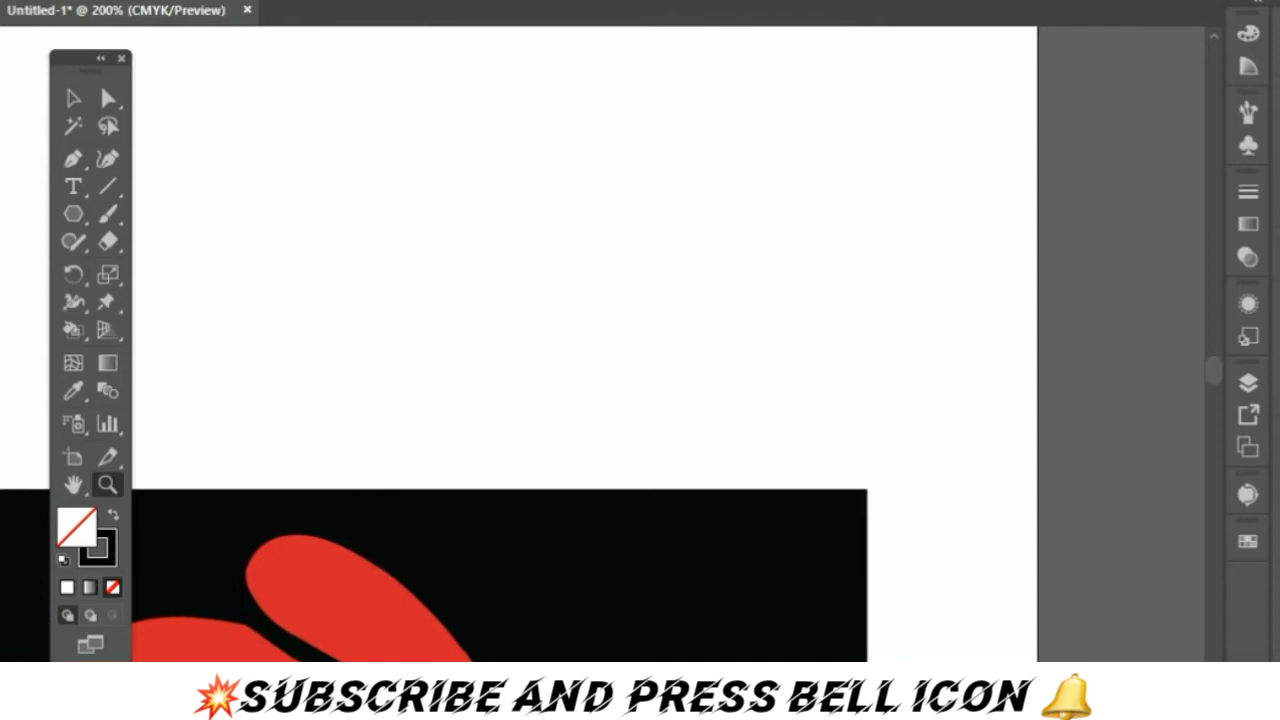 Untitled-1* @ 200% (CMYK/Preview)
SUBSCRIBE AND PRESS BELL ICON